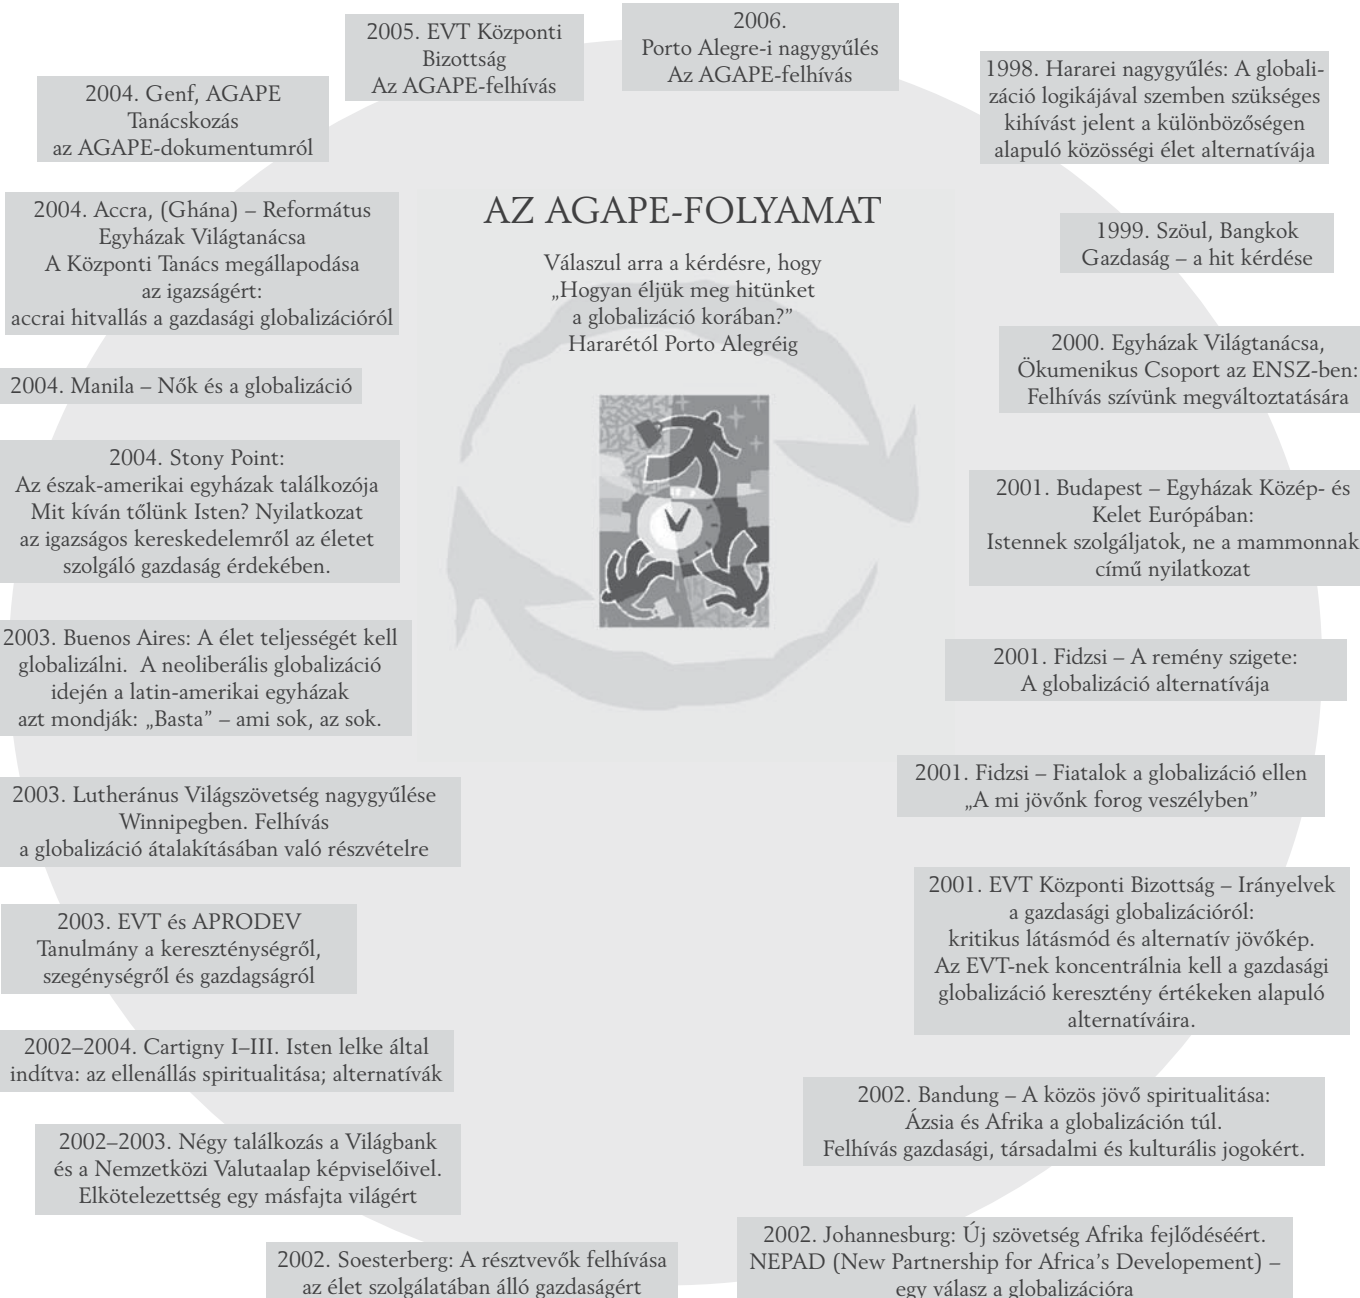 AZ AGAPE-FOLYAMAT
Válaszul arra a kérdésre, hogy
„Hogyan éljük meg hitünket
a globalizáció korában?”
Hararétól Porto Alegréig
1998. Hararei nagygyűlés: A globali-
záció logikájával szemben szükséges
kihívást jelent a különbözőségen
alapuló közösségi élet alternatívája
1999. Szöul, Bangkok
Gazdaság – a hit kérdése
2000. Egyházak Világtanácsa,
Ökumenikus Csoport az ENSZ-ben:
Felhívás szívünk megváltoztatására
2001. Budapest – Egyházak Közép- és
Kelet Európában:
Istennek szolgáljatok, ne a mammonnak
című nyilatkozat
2001. Fidzsi – A remény szigete:
A globalizáció alternatívája
2001. Fidzsi – Fiatalok a globalizáció ellen
„A mi jövőnk forog veszélyben”
2001. EVT Központi Bizottság – Irányelvek
a gazdasági globalizációról:
kritikus látásmód és alternatív jövőkép.
Az EVT-nek koncentrálnia kell a gazdasági
globalizáció keresztény értékeken alapuló
alternatíváira.
2002. Bandung – A közös jövő spiritualitása:
Ázsia és Afrika a globalizáción túl.
Felhívás gazdasági, társadalmi és kulturális jogokért.
2002. Johannesburg: Új szövetség Afrika fejlődéséért.
NEPAD (New Partnership for Africa’s Developement) –
egy válasz a globalizációra
2002. Soesterberg: A résztvevők felhívása
az élet szolgálatában álló gazdaságért
2002–2003. Négy találkozás a Világbank
és a Nemzetközi Valutaalap képviselőivel.
Elkötelezettség egy másfajta világért
2002–2004. Cartigny I–III. Isten lelke által
indítva: az ellenállás spiritualitása; alternatívák
2003. EVT és APRODEV
Tanulmány a kereszténységről,
szegénységről és gazdagságról
2003. Lutheránus Világszövetség nagygyűlése
Winnipegben. Felhívás
a globalizáció átalakításában való részvételre
2003. Buenos Aires: A élet teljességét kell
globalizálni. A neoliberális globalizáció
idején a latin-amerikai egyházak
azt mondják: „Basta” – ami sok, az sok.
2004. Stony Point:
Az észak-amerikai egyházak találkozója
Mit kíván tőlünk Isten? Nyilatkozat
az igazságos kereskedelemről az életet
szolgáló gazdaság érdekében.
2004. Manila – Nők és a globalizáció
2004. Accra, (Ghána) – Református
Egyházak Világtanácsa
A Központi Tanács megállapodása
az igazságért:
accrai hitvallás a gazdasági globalizációról
2004. Genf, AGAPE
Tanácskozás
az AGAPE-dokumentumról
2005. EVT Központi
Bizottság
Az AGAPE-felhívás
2006.
Porto Alegre-i nagygyűlés
Az AGAPE-felhívás